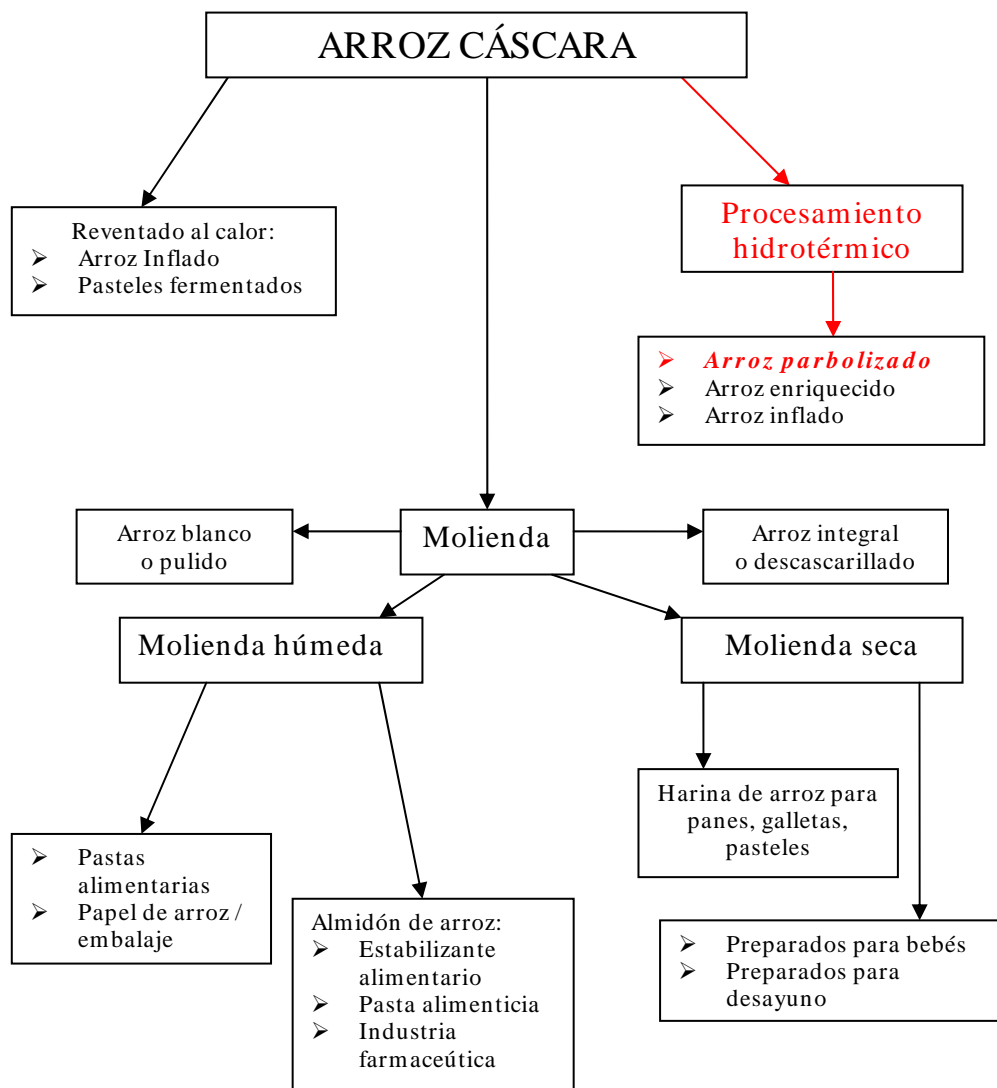 ARROZ CÁSCARA
Reventado al calor:
➢ Arroz Inflado
➢ Pasteles fermentados
Procesamiento
hidrotérmico
➢ Arroz parbolizado
➢ Arroz enriquecido
➢ Arroz inflado
Arroz blanco
o pulido
Molienda
Arroz integral
o descascarillado
Molienda húmeda
Molienda seca
Harina de arroz para
panes, galletas,
pasteles
➢ Pastas
alimentarias
➢ Papel de arroz /
embalaje
Almidón de arroz:
➢ Estabilizante
alimentario
➢ Pasta alimenticia
➢ Industria
farmaceútica
➢ Preparados para bebés
➢ Preparados para
desayuno